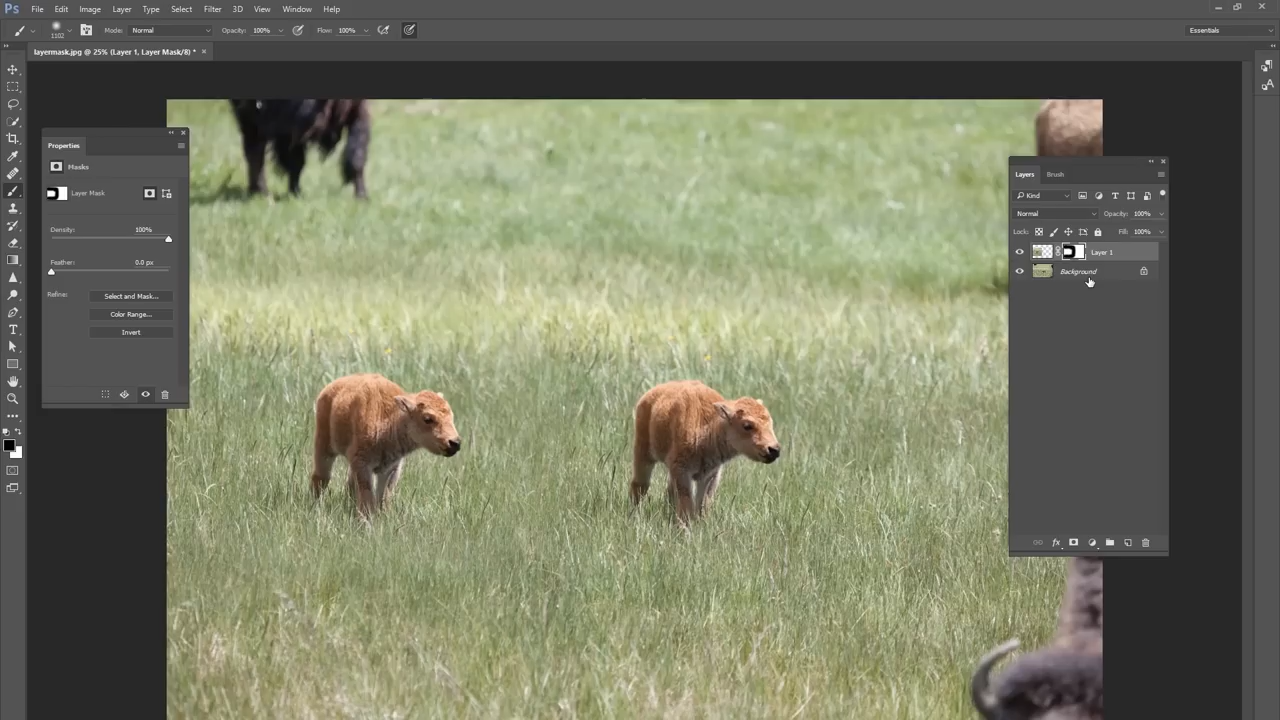 Ps File Edit Image Layer Type Select Filter 3D View Window Help
1102 Mode: Normal Opacity: 100% Flow: 100% Essentials
layermask.jpg @ 25% (Layer 1, Layer Mask/8) * ×
Properties
Masks
Layer Mask
Density: 100%
Feather: 0.0 px
Refine: Select and Mask...
Color Range...
Invert
Layers Brush
Kind
Normal Opacity: 100%
Lock: Fill: 100%
Layer 1
Background
fx